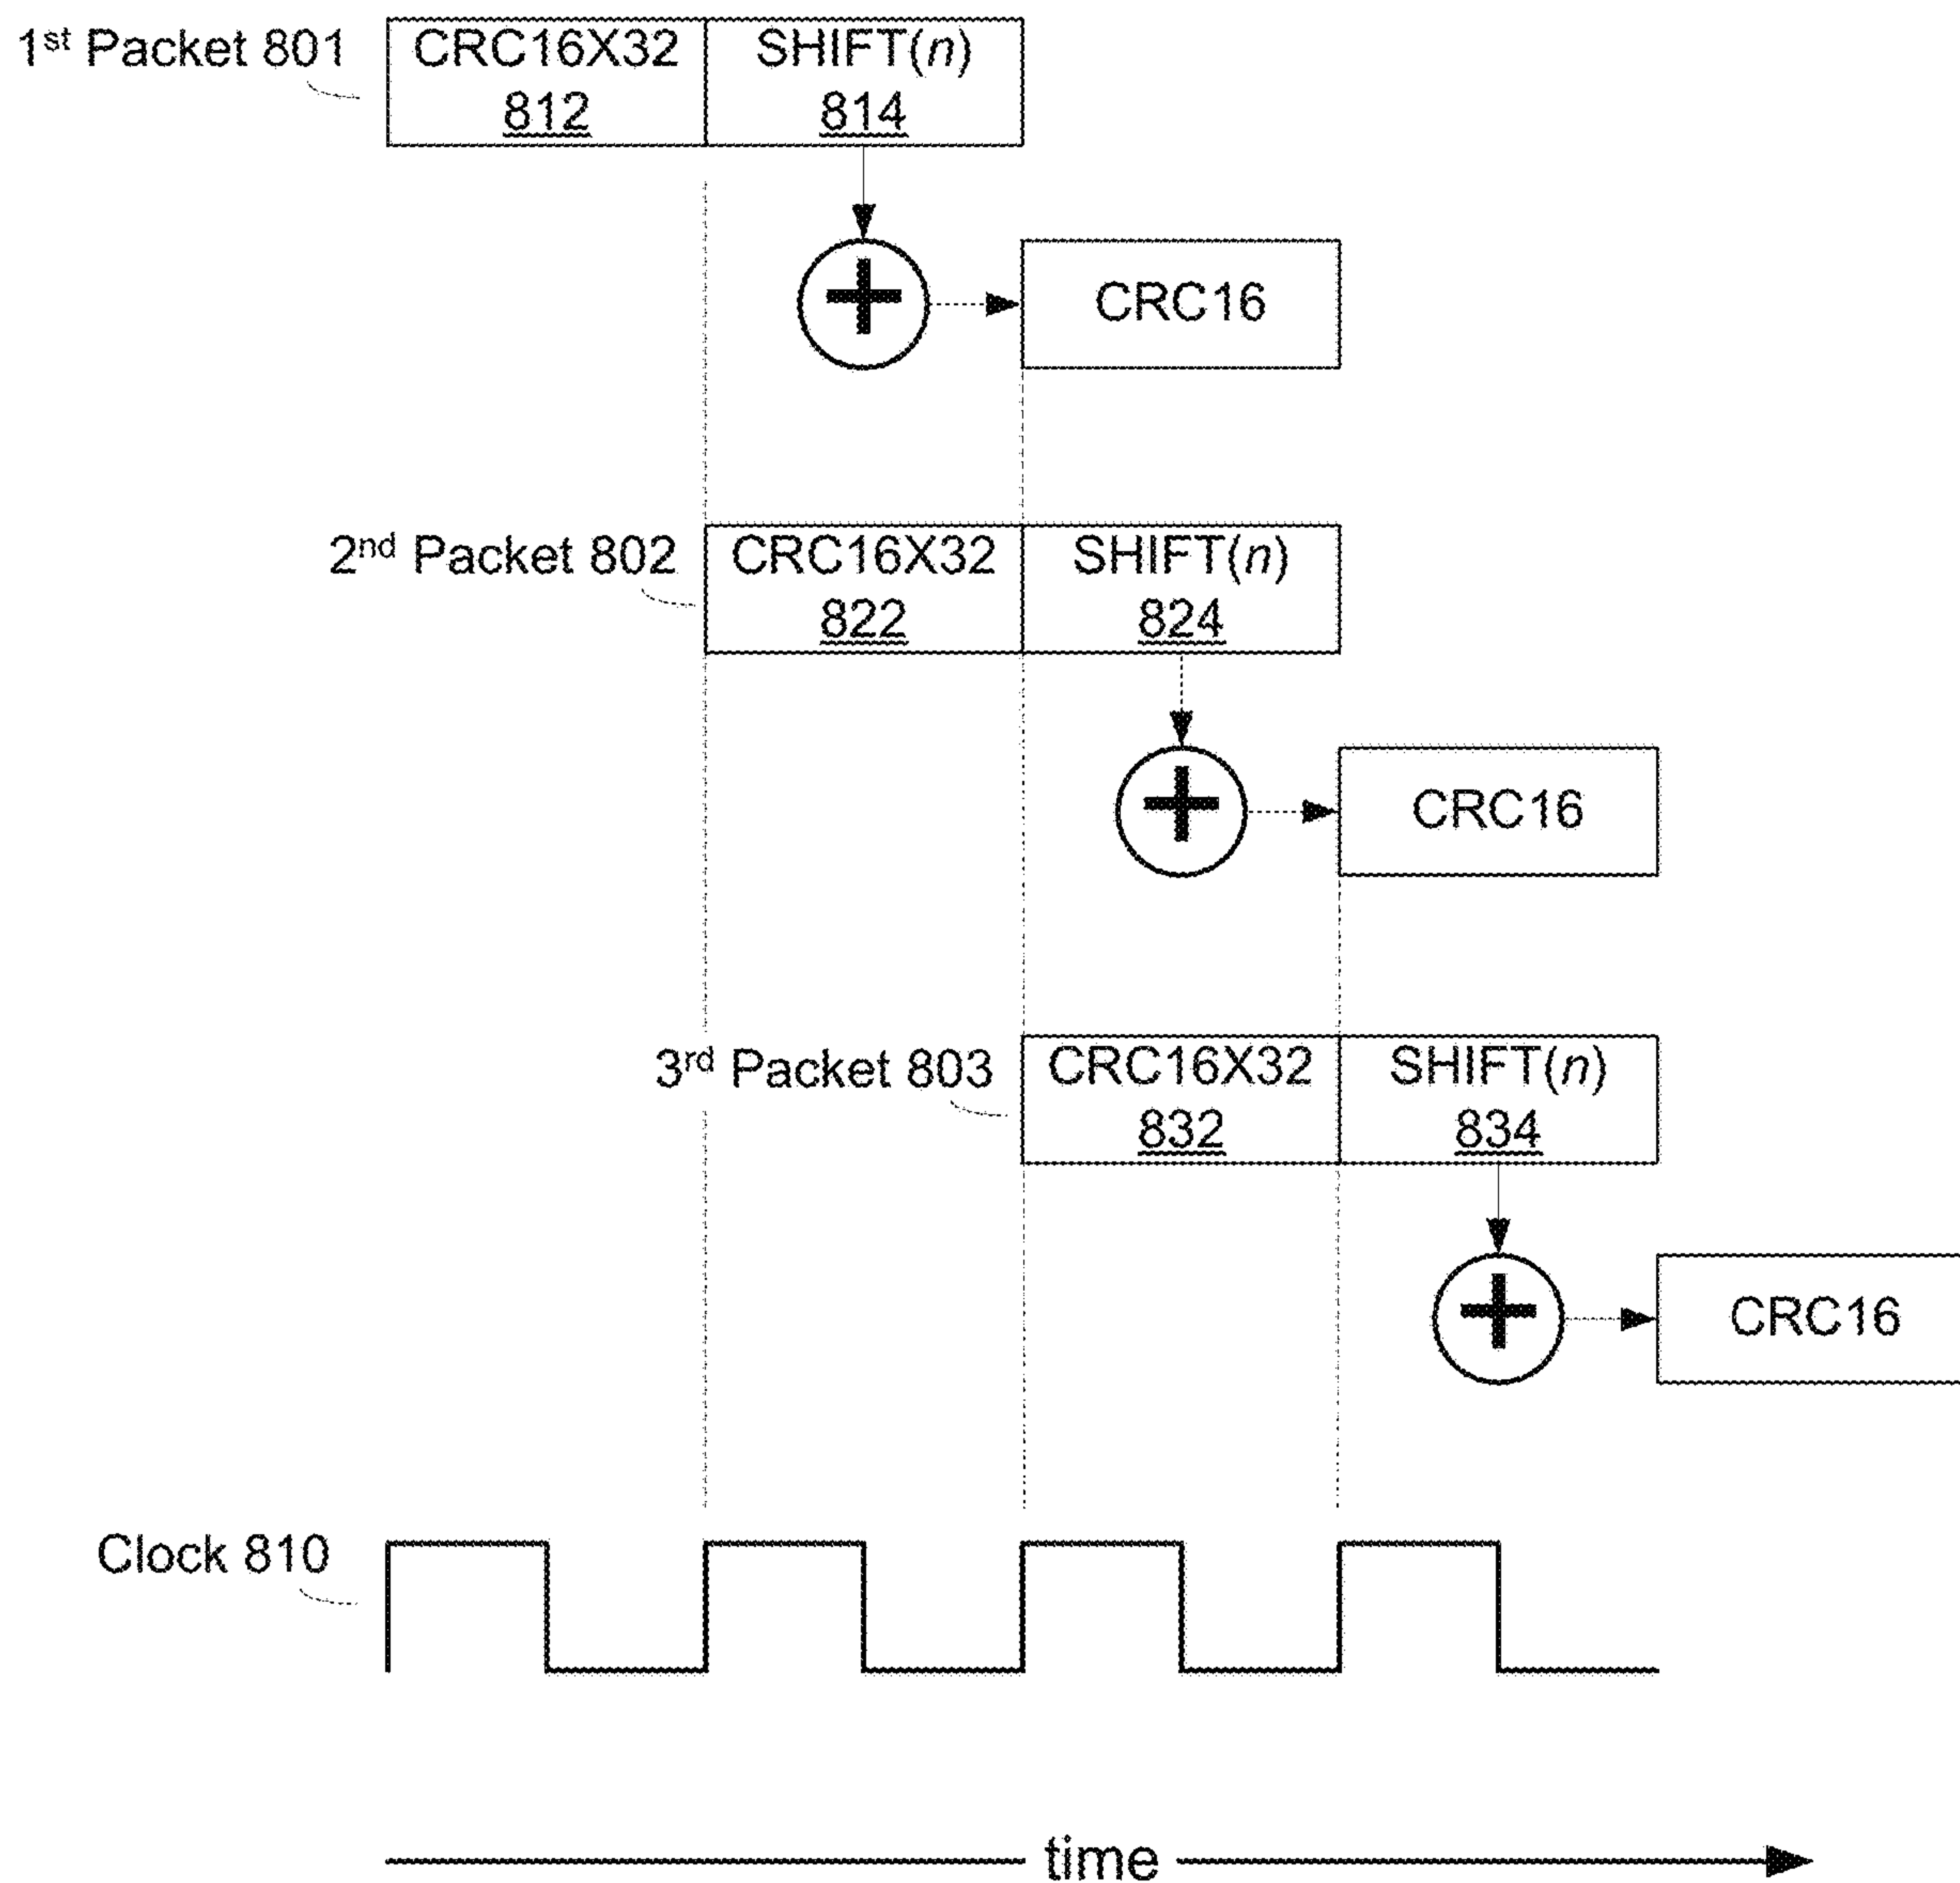 1st Packet 801
CRC16X32
812
SHIFT(n)
814
CRC16
2nd Packet 802
CRC16X32
822
SHIFT(n)
824
CRC16
3rd Packet 803
CRC16X32
832
SHIFT(n)
834
CRC16
Clock 810
time